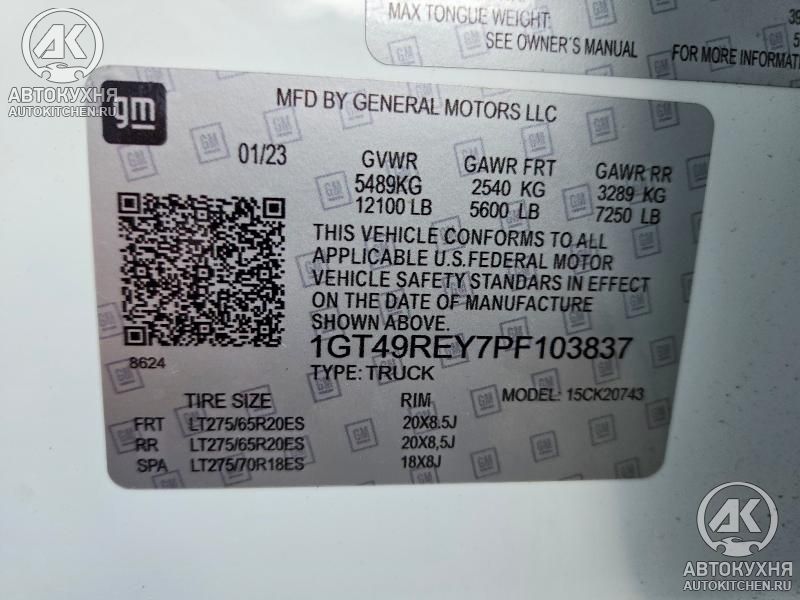 AK
АВТОКУХНЯ
AUTOKITCHEN.RU
MAX TONGUE WEIGHT:
SEE OWNER'S MANUAL
FOR MORE INFORMATI
gm
MFD BY GENERAL MOTORS LLC
01/23
GVWR GAWR FRT GAWR RR
5489KG 2540 KG 3289 KG
12100 LB 5600 LB 7250 LB
THIS VEHICLE CONFORMS TO ALL
APPLICABLE U.S.FEDERAL MOTOR
VEHICLE SAFETY STANDARDS IN EFFECT
ON THE DATE OF MANUFACTURE
SHOWN ABOVE.
8624
1GT49REY7PF103837
TYPE: TRUCK
MODEL: 15CK20743
TIRE SIZE RIM
FRT LT275/65R20ES 20X8.5J
RR LT275/65R20ES 20X8,5J
SPA LT275/70R18ES 18X8J
AK
АВТОКУХНЯ
AUTOKITCHEN.RU